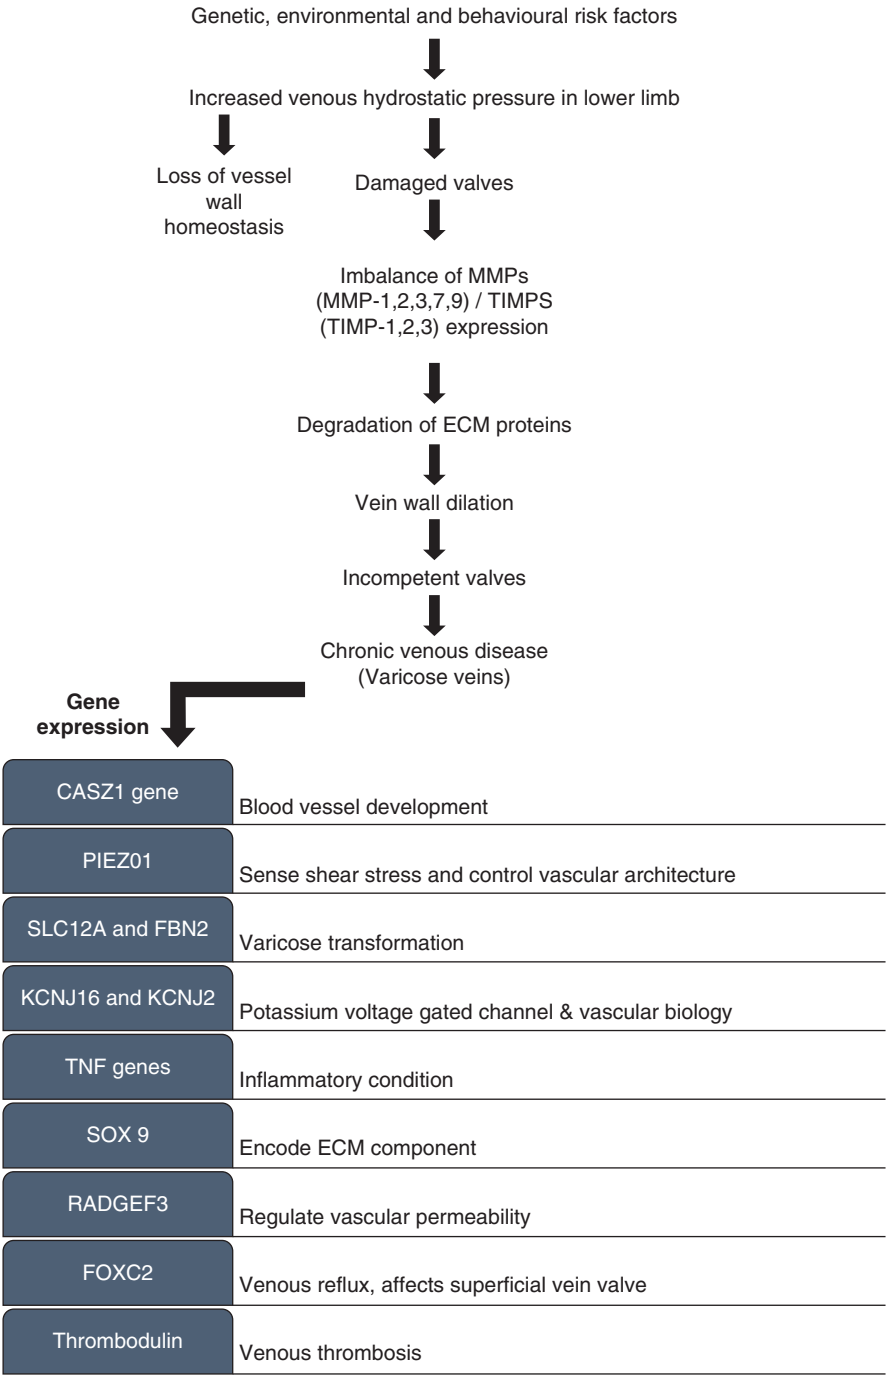 Genetic, environmental and behavioural risk factors
Increased venous hydrostatic pressure in lower limb
Loss of vessel
wall
homeostasis
Damaged valves
Imbalance of MMPs
(MMP-1,2,3,7,9) / TIMPS
(TIMP-1,2,3) expression
Degradation of ECM proteins
Vein wall dilation
Incompetent valves
Chronic venous disease
(Varicose veins)
Gene
expression
CASZ1 gene
Blood vessel development
PIEZ01
Sense shear stress and control vascular architecture
SLC12A and FBN2
Varicose transformation
KCNJ16 and KCNJ2
Potassium voltage gated channel & vascular biology
TNF genes
Inflammatory condition
SOX 9
Encode ECM component
RADGEF3
Regulate vascular permeability
FOXC2
Venous reflux, affects superficial vein valve
Thrombodulin
Venous thrombosis